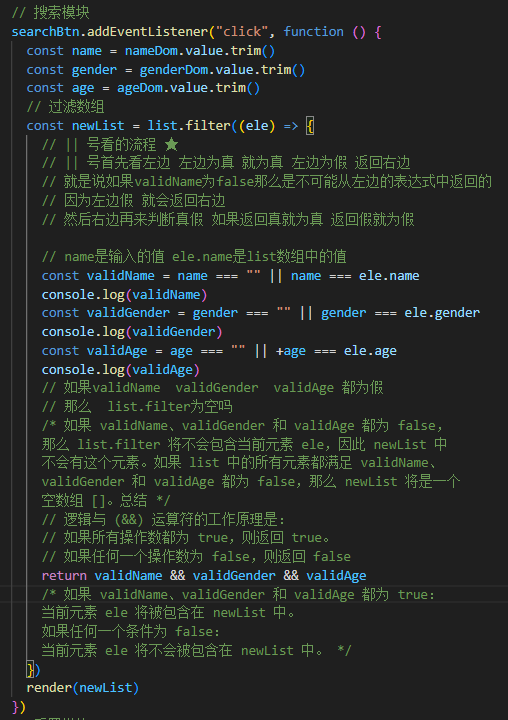 // 搜索模块
searchBtn.addEventListener("click", function () {
const name = nameDom.value.trim()
const gender = genderDom.value.trim()
const age = ageDom.value.trim()
// 过滤数组
const newList = list.filter((ele) => {
// || 号看的流程 ★
// || 号首先看左边 左边为真 就为真 左边为假 返回右边
// 就是说如果validName为false那么是不可能从左边的表达式中返回的
// 因为左边假 就会返回右边
// 然后右边再来判断真假 如果返回真就为真 返回假就为假
// name是输入的值 ele.name是list数组中的值
const validName = name === "" || name === ele.name
console.log(validName)
const validGender = gender === "" || gender === ele.gender
console.log(validGender)
const validAge = age === "" || +age === ele.age
console.log(validAge)
// 如果validName  validGender  validAge 都为假
// 那么  list.filter为空吗
/* 如果 validName、validGender 和 validAge 都为 false,
那么 list.filter 将不会包含当前元素 ele，因此 newList 中
不会有这个元素。如果 list 中的所有元素都满足 validName、
validGender 和 validAge 都为 false，那么 newList 将是一个
空数组 []。总结 */
// 逻辑与 (&&) 运算符的工作原理是：
// 如果所有操作数都为 true，则返回 true。
// 如果任何一个操作数为 false，则返回 false
return validName && validGender && validAge
/* 如果 validName、validGender 和 validAge 都为 true：
当前元素 ele 将被包含在 newList 中。
如果任何一个条件为 false：
当前元素 ele 将不会被包含在 newList 中。 */
})
render(newList)
})